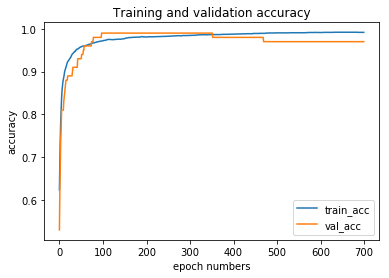 Training and validation accuracy
accuracy
1.0
0.9
0.8
0.7
0.6
0 100 200 300 400 500 600 700
epoch numbers
train_acc
val_acc